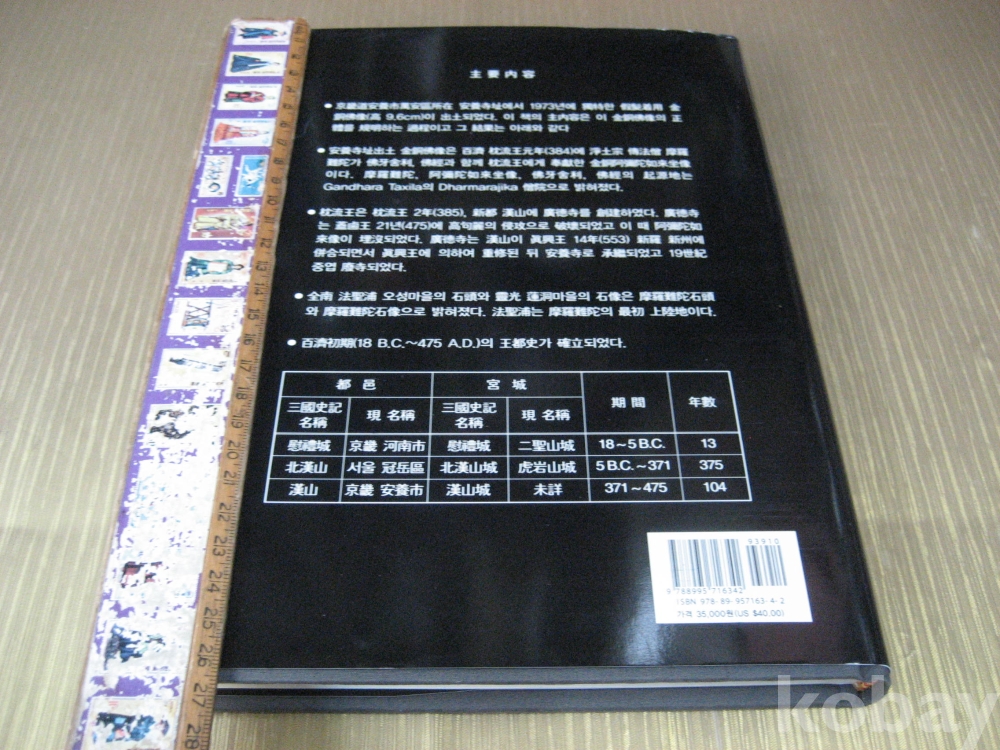 主要內容
● 京畿道安養市萬安區所在 安養寺址에서 1973년에 獨特한 假髮着用 金
銅佛像(高 9.6cm)이 出土되었다. 이 책의 主內容은 이 金銅佛像의 正
體를 規明하는 過程이고 그 結果는 아래와 같다
● 安養寺址出土 金銅佛像은 百濟 枕流王元年(384)에 淨土宗 傳法僧 摩羅
難陀가 佛牙舍利, 佛經과 함께 枕流王에게 奉獻한 金銅阿彌陀如來坐像
이다. 摩羅難陀, 阿彌陀如來坐像, 佛牙舍利, 佛經의 起源地는
Gandhara Taxila의 Dharmarajika 僧院으로 밝혀졌다.
● 枕流王은 枕流王 2年(385), 新都 漢山에 廣德寺를 創建하였다. 廣德寺
는 蓋鹵王 21년(475)에 高句麗의 侵攻으로 破壞되었고 이 때 阿彌陀如
來像이 埋沒되었다. 廣德寺는 漢山이 眞興王 14年(553) 新羅 新州에
併合되면서 眞興王에 의하여 重修된 뒤 安養寺로 承繼되었고 19世紀
중엽 廢寺되었다.
● 全南 法聖浦 오성마을의 石頭와 靈光 蓮洞마을의 石像은 摩羅難陀石頭
와 摩羅難陀石像으로 밝혀졌다. 法聖浦는 摩羅難陀의 最初 上陸地이다.
● 百濟初期(18 B.C.~475 A.D.)의 王都史가 確立되었다.
都邑 宮城 期間 年數
三國史記名稱 現名稱 三國史記名稱 現名稱
慰禮城 京畿 河南市 慰禮城 二聖山城 18~5 B.C. 13
北漢山 서울 冠岳區 北漢山城 虎岩山城 5 B.C.~371 375
漢山 京畿 安養市 漢山城 未詳 371~475 104
93910
9 788995 716342
ISBN 978-89-957163-4-2
가격 35,000원(US $40.00)
kobay